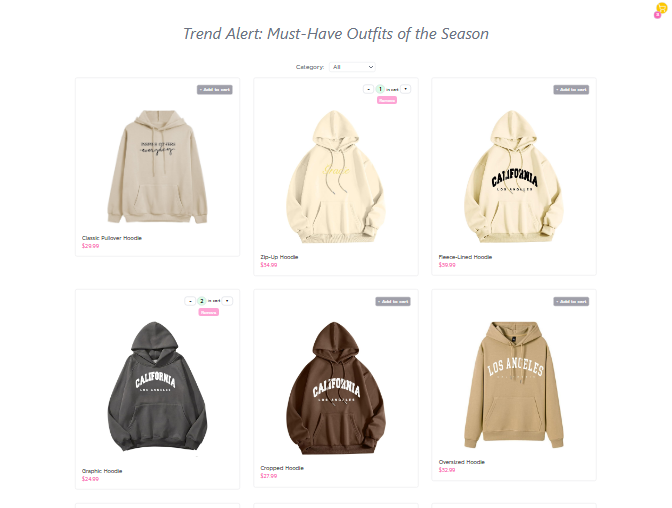 Trend Alert: Must-Have Outfits of the Season
Category: All
+ Add to cart
- 1 in cart +
Remove
+ Add to cart
CALIFORNIA
LOS ANGELES
Classic Pullover Hoodie
$29.99
Zip-Up Hoodie
$34.99
Fleece-Lined Hoodie
$39.99
- 2 in cart +
Remove
+ Add to cart
+ Add to cart
CALIFORNIA
LOS ANGELES
CALIFORNIA
LOS ANGELES
LOS ANGELES
Graphic Hoodie
$24.99
Cropped Hoodie
$27.99
Oversized Hoodie
$32.99